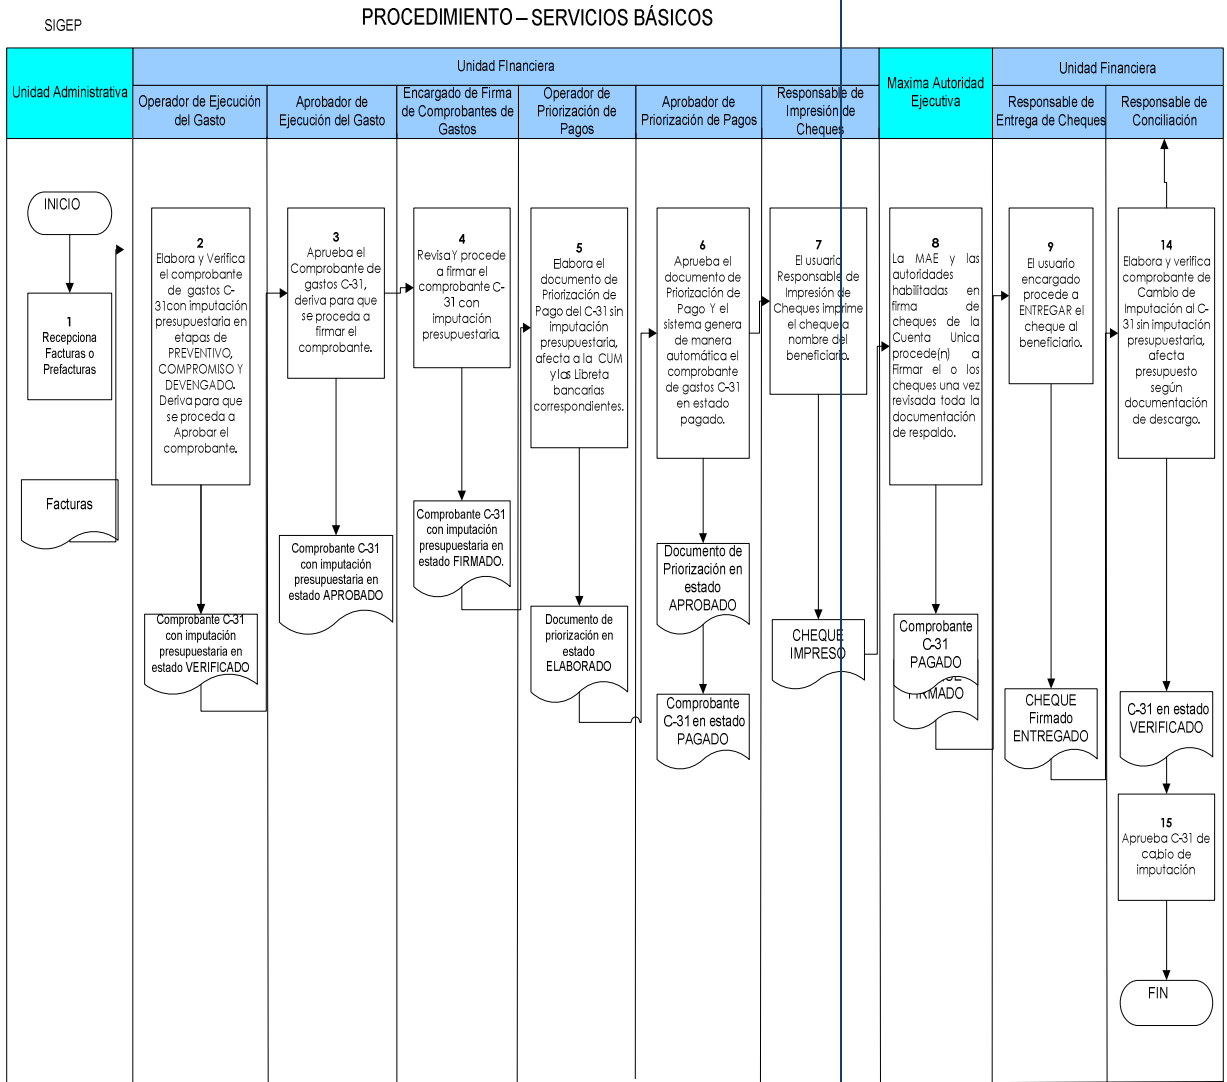 SIGEP
PROCEDIMIENTO – SERVICIOS BÁSICOS
Unidad Administrativa
Unidad FInanciera
Operador de Ejecución
del Gasto
Aprobador de
Ejecución del Gasto
Encargado de Firma
de Comprobantes de
Gastos
Operador de
Priorización de
Pagos
Aprobador de
Priorización de Pagos
Responsable de
Impresión de
Cheques
Maxima Autoridad
Ejecutiva
Unidad Financiera
Responsable de
Entrega de Cheques
Responsable de
Conciliación
INICIO
1
Recepciona
Facturas o
Prefacturas
Facturas
2
Elabora y Verifica
el comprobante
de gastos C-
31con imputación
presupuestaria en
etapas de
PREVENTIVO,
COMPROMISO Y
DEVENGADO.
Deriva para que
se proceda a
Aprobar el
comprobante.
Comprobante C-31
con imputación
presupuestaria en
estado VERIFICADO
3
Aprueba el
Comprobante de
gastos C-31,
deriva para que
se proceda a
firmar el
comprobante.
Comprobante C-31
con imputación
presupuestaria en
estado APROBADO
4
Revisa Y procede
a firmar el
comprobante C-
31 con
imputación
presupuestaria.
Comprobante C-31
con imputación
presupuestaria en
estado FIRMADO.
5
Elabora el
documento de
Priorización de
Pago del C-31 sin
imputación
presupuestaria,
afecta a la CUM
y las Libreta
bancarias
correspondientes.
Documento de
priorización en
estado
ELABORADO
6
Aprueba el
documento de
Priorización de
Pago Y el
sistema genera
de manera
automática el
comprobante
de gastos C-31
en estado
pagado.
Documento de
Priorización en
estado
APROBADO
Comprobante
C-31 en estado
PAGADO
7
El usuario
Responsable de
Impresión de
Cheques imprime
el cheque a
nombre del
beneficiario.
CHEQUE
IMPRESO
8
La MAE y las
autoridades
habilitadas en
firma de
cheques de la
Cuenta Unica
procede(n) a
Firmar el o los
cheques una vez
revisada toda la
documentación
de respaldo.
Comprobante
C-31
PAGADO
FIRMADO
9
El usuario
encargado
procede a
ENTREGAR el
cheque al
beneficiario.
CHEQUE
Firmado
ENTREGADO
14
Elabora y verifica
comprobante de
Cambio de
Imputación al C-
31 sin imputación
presupuestaria,
afecta
presupuesto
según
documentación
de descargo.
C-31 en estado
VERIFICADO
15
Aprueba C-31 de
cabio de
imputación
FIN